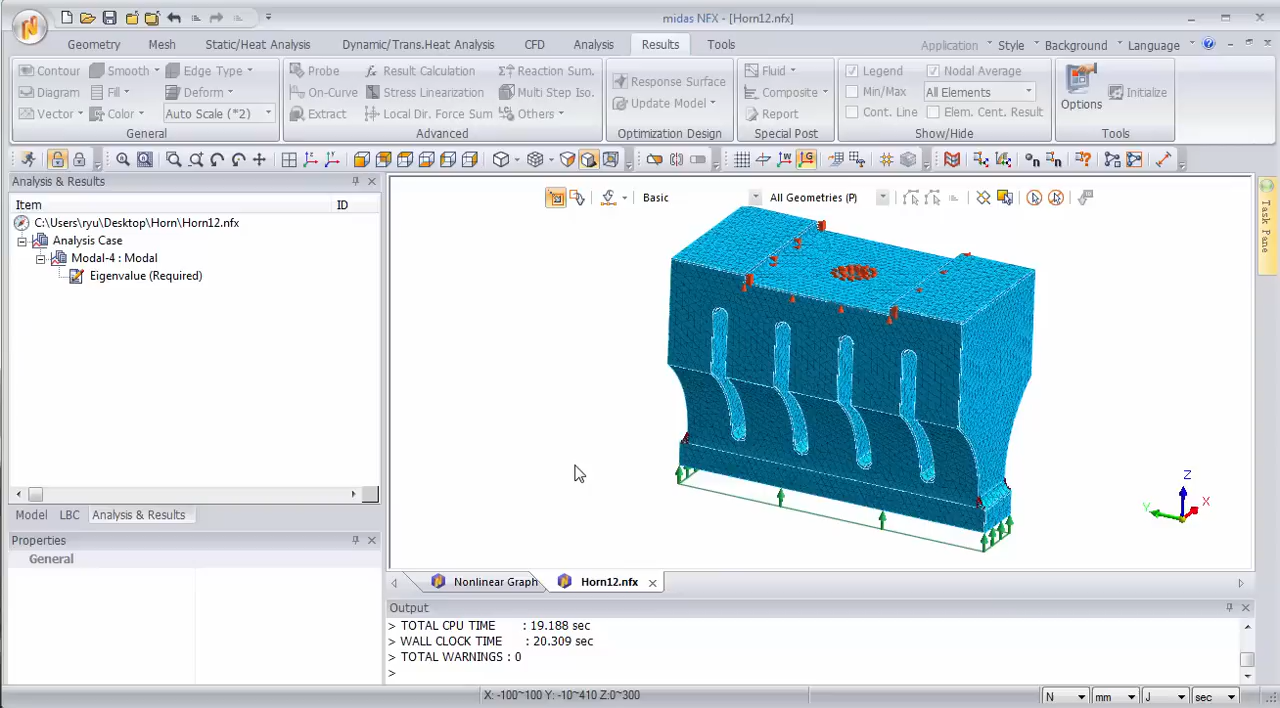 midas NFX - [Horn12.nfx]
Geometry Mesh Static/Heat Analysis Dynamic/Trans.Heat Analysis CFD Analysis Results Tools Application Style Background Language
Contour Smooth Edge Type Probe Result Calculation Reaction Sum. Response Surface Fluid Legend Nodal Average
Diagram Fill Deform On-Curve Stress Linearization Multi Step Iso. Update Model Composite Min/Max All Elements Options Initialize
Vector Color Auto Scale (*2) Extract Local Dir. Force Sum Others Report Cont. Line Elem. Cent. Result
General Advanced Optimization Design Special Post Show/Hide Tools
Analysis & Results
Item ID
C:\Users\ryu\Desktop\Horn\Horn12.nfx
Analysis Case
Modal-4 : Modal
Eigenvalue (Required)
Basic All Geometries (P)
Task Pane
Z
X
Y
Model LBC Analysis & Results
Properties
General
Nonlinear Graph Horn12.nfx
Output
> TOTAL CPU TIME : 19.188 sec
> WALL CLOCK TIME : 20.309 sec
> TOTAL WARNINGS : 0
>
X: -100~100 Y: -10~410 Z:0~300
N mm J sec